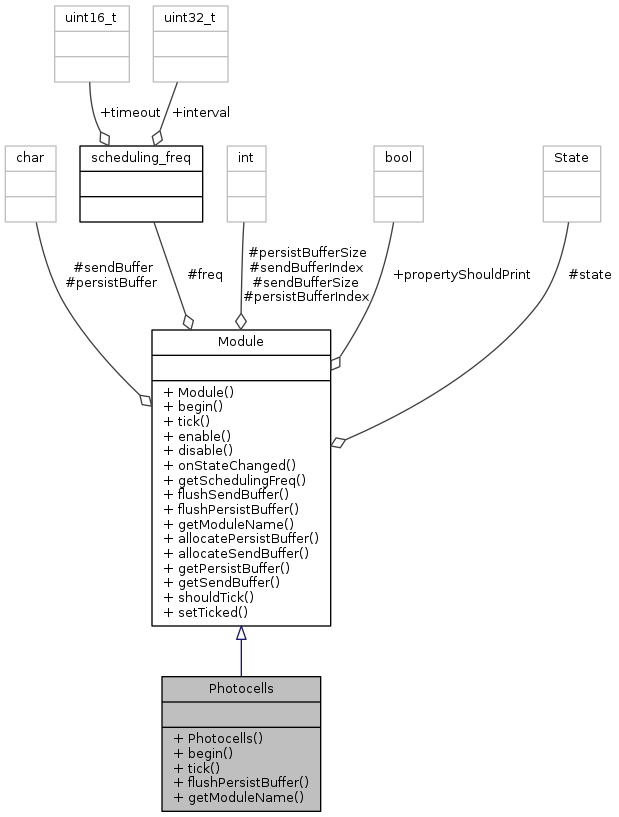 uint16_t
uint32_t
+timeout
+interval
char
scheduling_freq
int
bool
State
#sendBuffer
#persistBuffer
#freq
#persistBufferSize
#sendBufferIndex
#sendBufferSize
#persistBufferIndex
+propertyShouldPrint
#state
Module
+ Module()
+ begin()
+ tick()
+ enable()
+ disable()
+ onStateChanged()
+ getSchedulingFreq()
+ flushSendBuffer()
+ flushPersistBuffer()
+ getModuleName()
+ allocatePersistBuffer()
+ allocateSendBuffer()
+ getPersistBuffer()
+ getSendBuffer()
+ shouldTick()
+ setTicked()
Photocells
+ Photocells()
+ begin()
+ tick()
+ flushPersistBuffer()
+ getModuleName()